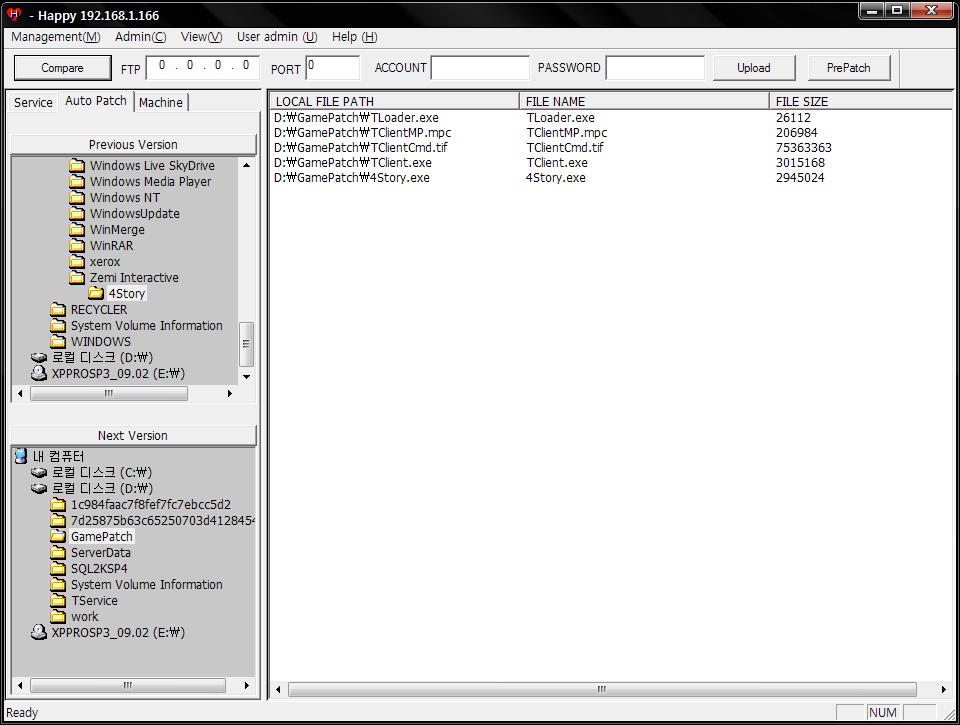 - Happy 192.168.1.166
Management(M) Admin(C) View(V) User admin (U) Help (H)
Compare FTP 0 . 0 . 0 . 0 PORT 0 ACCOUNT PASSWORD Upload PrePatch
Service Auto Patch Machine
Previous Version
Windows Live SkyDrive
Windows Media Player
Windows NT
WindowsUpdate
WinMerge
WinRAR
xerox
Zemi Interactive
4Story
RECYCLER
System Volume Information
WINDOWS
로컬 디스크 (D:₩)
XPPROSP3_09.02 (E:₩)
Next Version
내 컴퓨터
로컬 디스크 (C:₩)
로컬 디스크 (D:₩)
1c984faac7f8fef7fc7ebcc5d2
7d25875b63c65250703d4128454
GamePatch
ServerData
SQL2KSP4
System Volume Information
TService
work
XPPROSP3_09.02 (E:₩)
LOCAL FILE PATH FILE NAME FILE SIZE
D:₩GamePatch₩TLoader.exe TLoader.exe 26112
D:₩GamePatch₩TClientMP.mpc TClientMP.mpc 206984
D:₩GamePatch₩TClientCmd.tif TClientCmd.tif 75363363
D:₩GamePatch₩TClient.exe TClient.exe 3015168
D:₩GamePatch₩4Story.exe 4Story.exe 2945024
Ready NUM